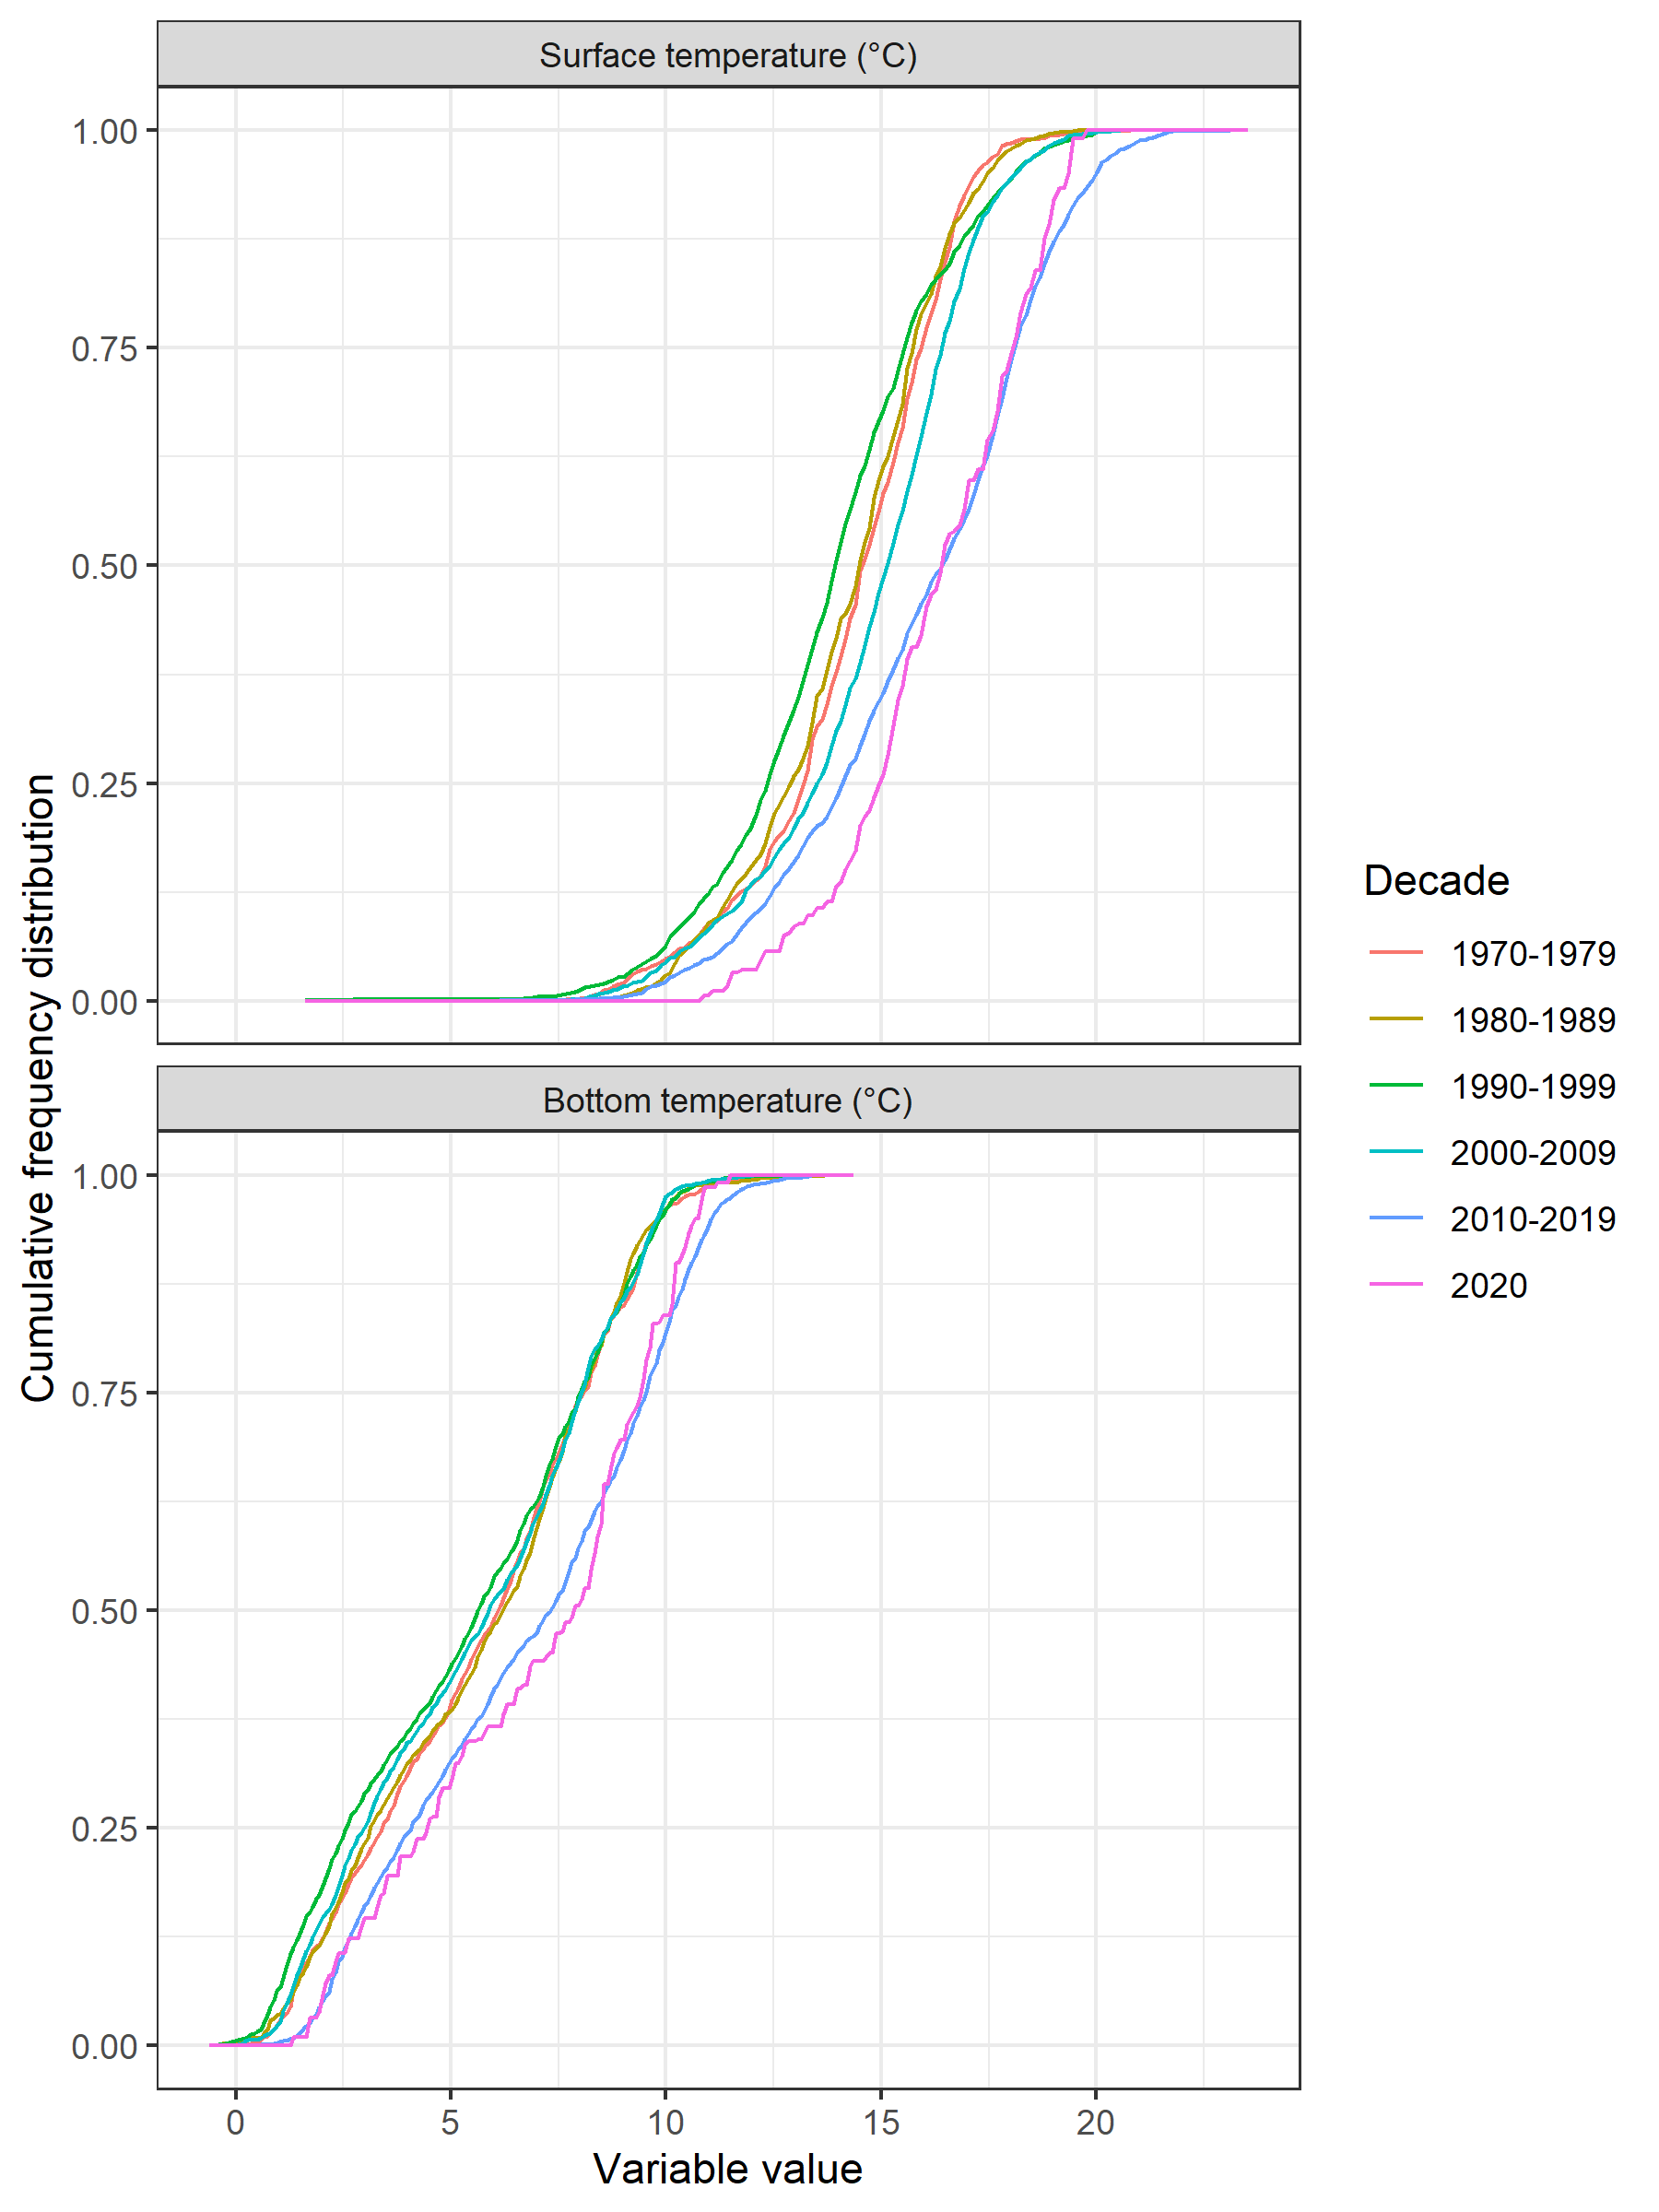 Surface temperature (°C)
1.00
0.75
0.50
0.25
0.00
Cumulative frequency distribution
Bottom temperature (°C)
1.00
0.75
0.50
0.25
0.00
0 5 10 15 20
Variable value
Decade
1970-1979
1980-1989
1990-1999
2000-2009
2010-2019
2020